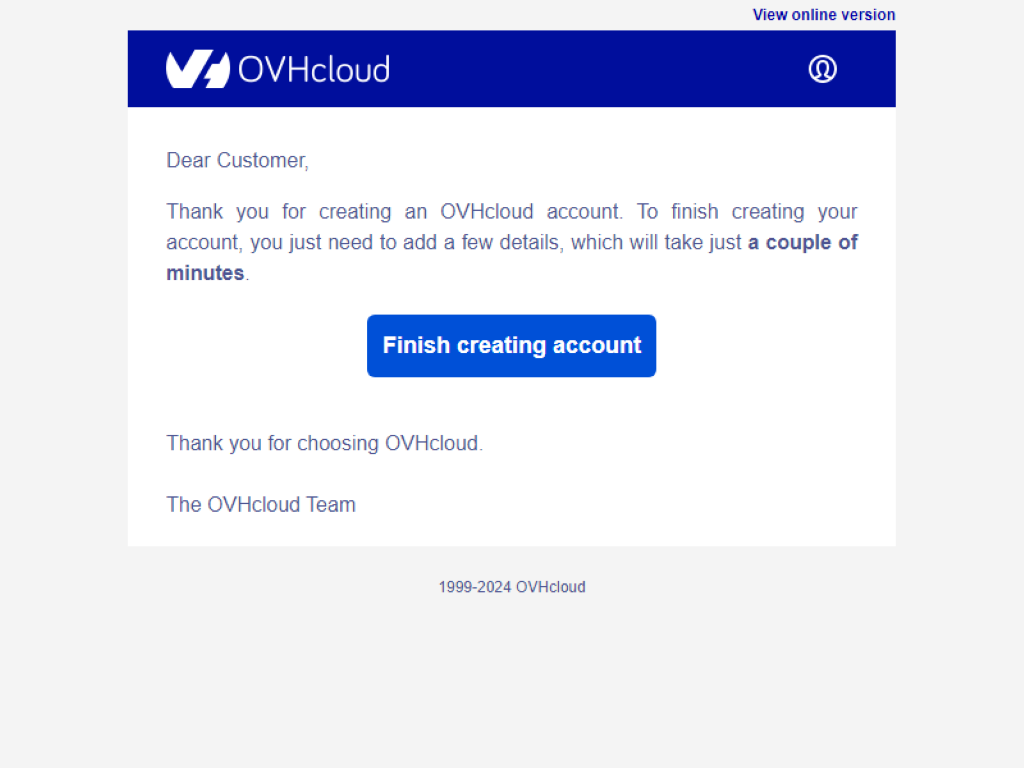 View online version
OVHcloud
Dear Customer,
Thank you for creating an OVHcloud account. To finish creating your
account, you just need to add a few details, which will take just a couple of
minutes.
Finish creating account
Thank you for choosing OVHcloud.
The OVHcloud Team
1999-2024 OVHcloud